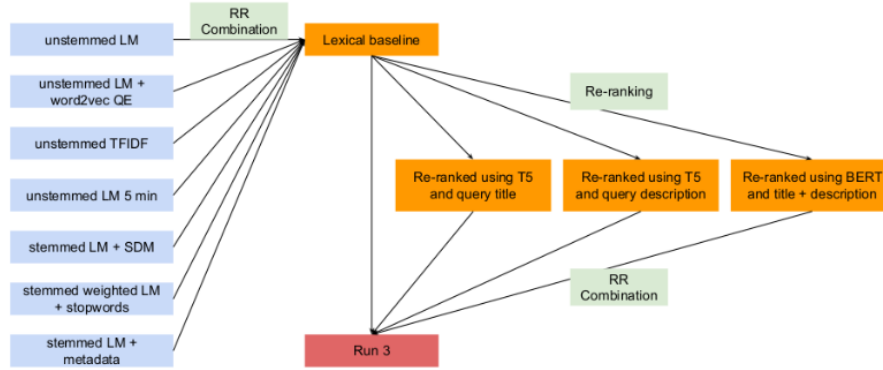 RR
Combination
unstemmed LM
Lexical baseline
unstemmed LM +
word2vec QE
Re-ranking
unstemmed TFIDF
unstemmed LM 5 min
Re-ranked using T5
and query title
Re-ranked using T5
and query description
Re-ranked using BERT
and title + description
stemmed LM + SDM
stemmed weighted LM
+ stopwords
RR
Combination
stemmed LM +
metadata
Run 3